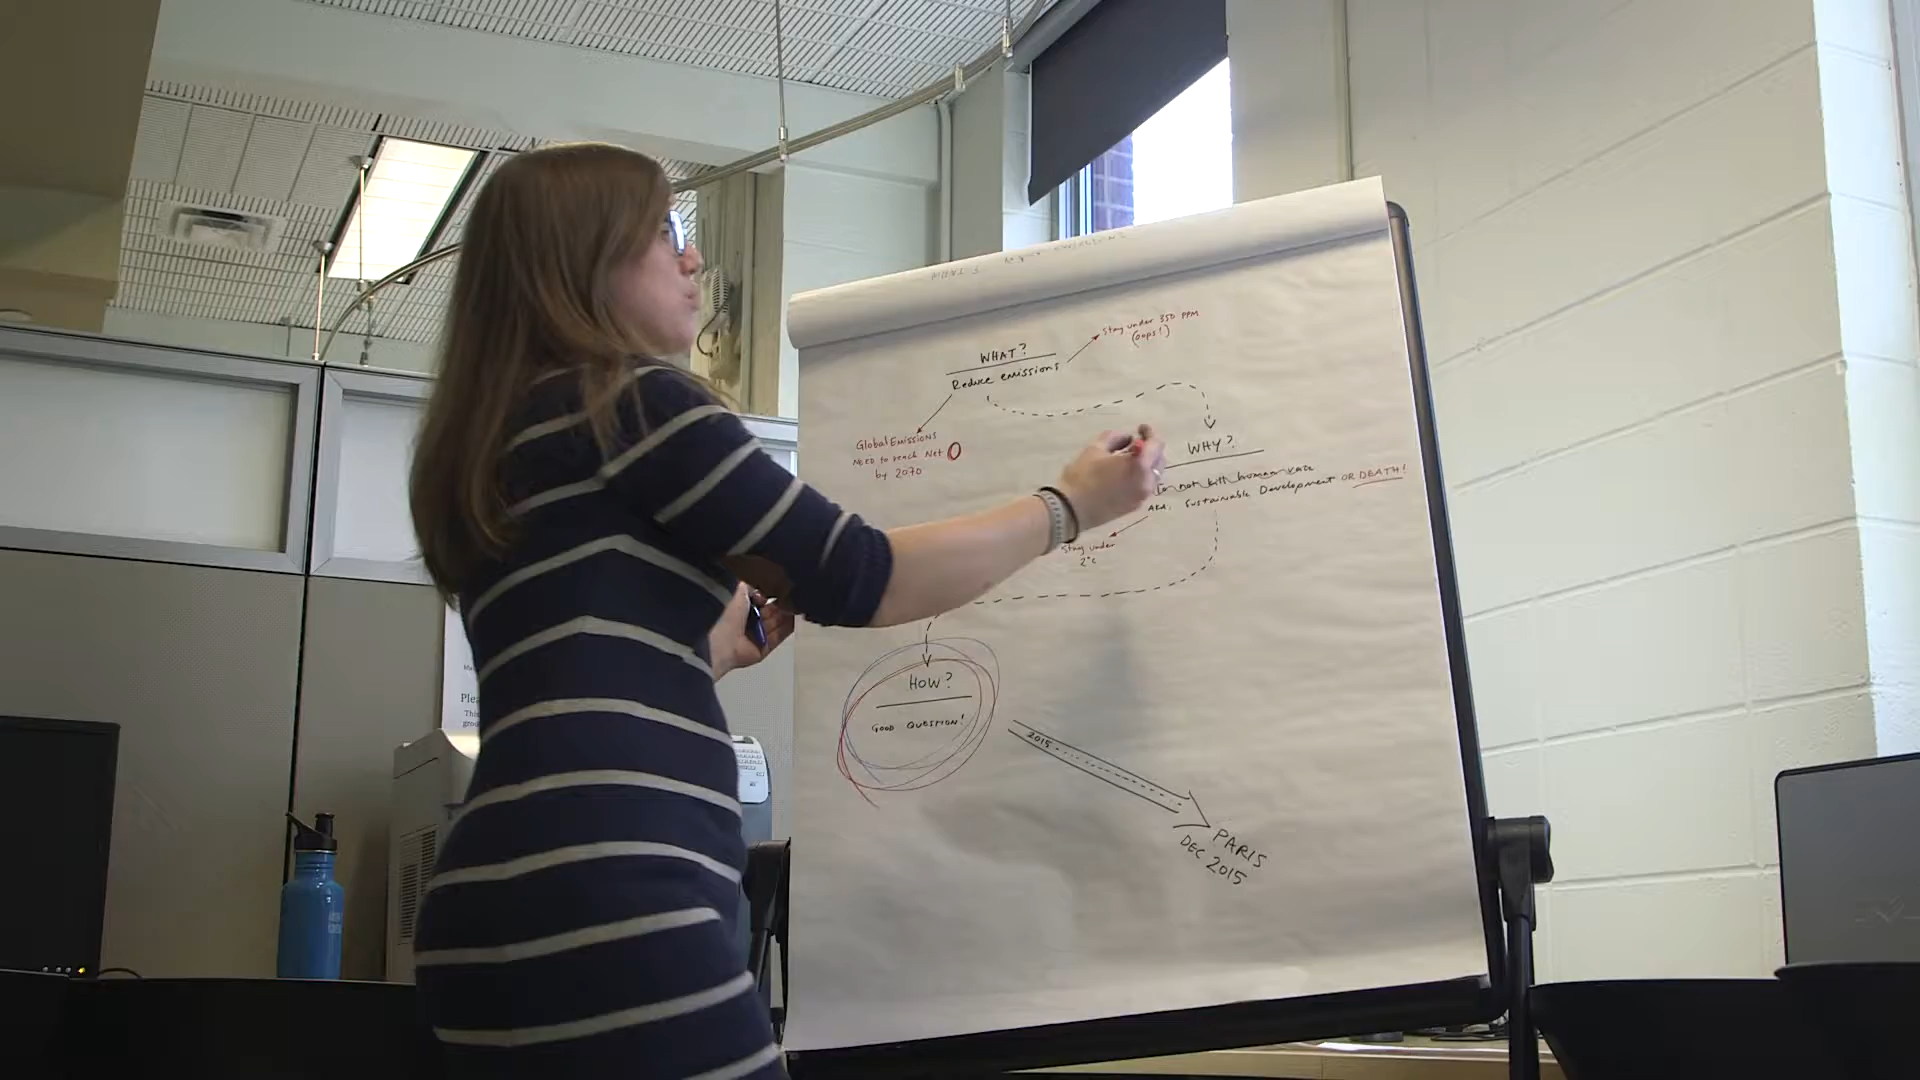 WHAT?
Reduce emissions
Stay under 350 PPM
(oops!)
Global Emissions
NEED to reach Net 0
by 2070
WHY?
To not kill human race
AKA. Sustainable Development OR DEATH!
Stay under
2°C
HOW?
GOOD QUESTION!
2015
PARIS
DEC 2015